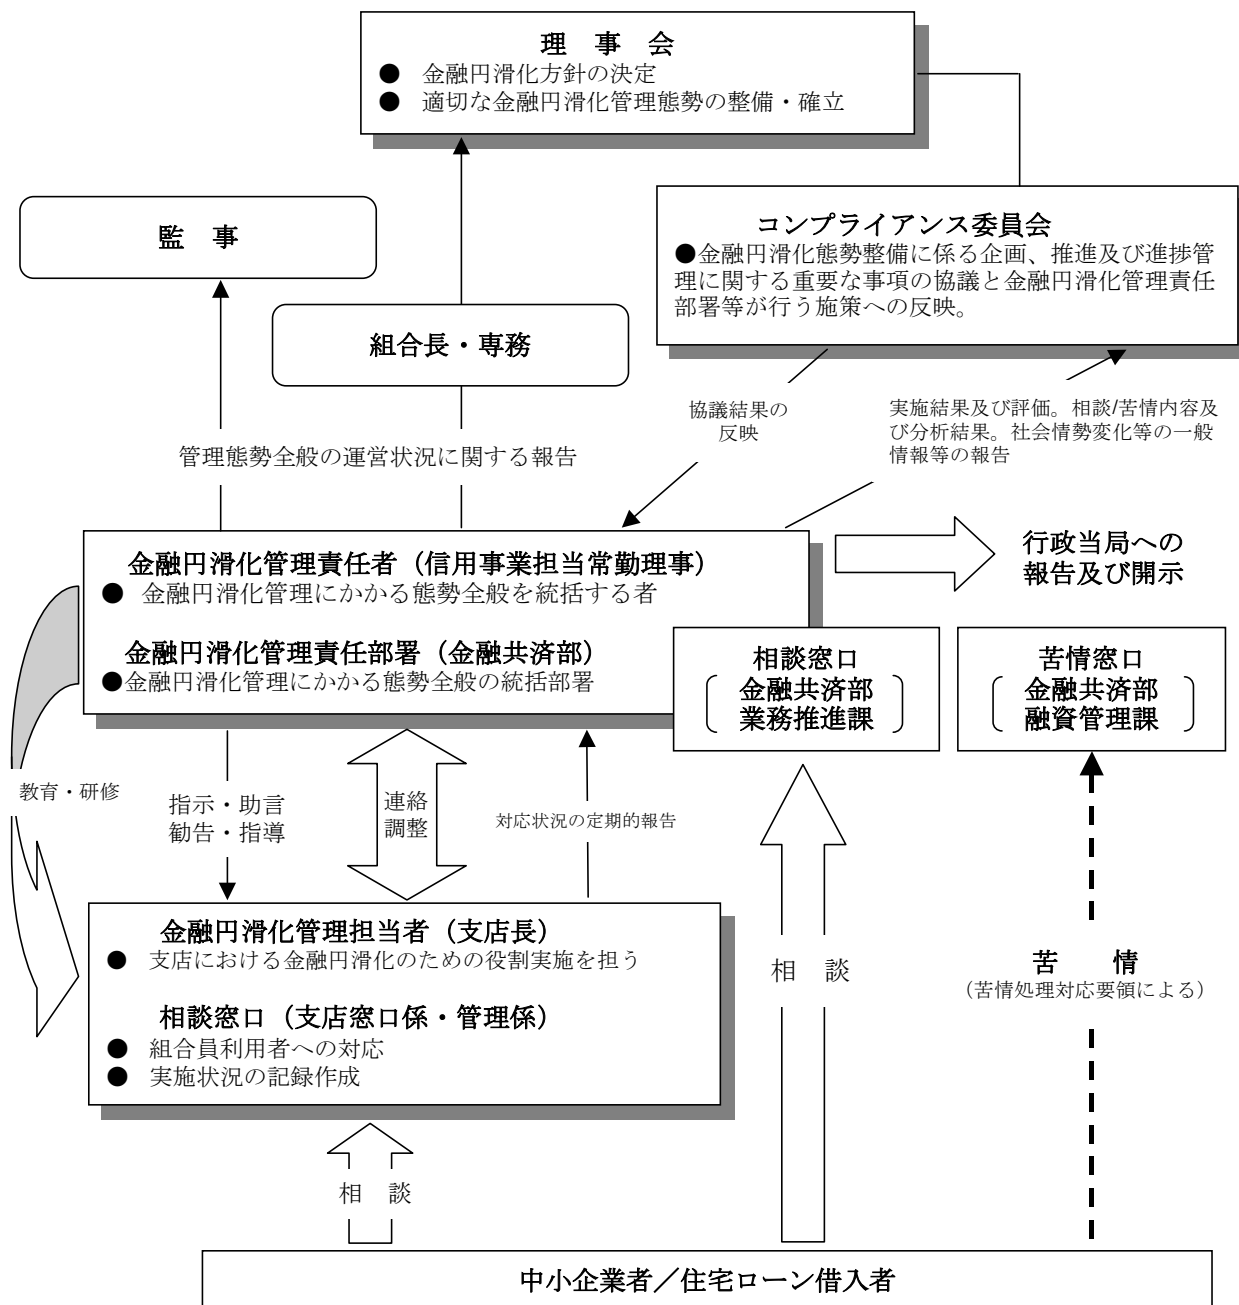 理　事　会
● 金融円滑化方針の決定
● 適切な金融円滑化管理態勢の整備・確立
監　事
コンプライアンス委員会
●金融円滑化態勢整備に係る企画、推進及び進捗管
理に関する重要な事項の協議と金融円滑化管理責任
部署等が行う施策への反映。
組合長・専務
協議結果の
反映
実施結果及び評価。相談/苦情内容及
び分析結果。社会情勢変化等の一般
情報等の報告
管理態勢全般の運営状況に関する報告
金融円滑化管理責任者（信用事業担当常勤理事）
● 金融円滑化管理にかかる態勢全般を統括する者
金融円滑化管理責任部署（金融共済部）
●金融円滑化管理にかかる態勢全般の統括部署
行政当局への
報告及び開示
相談窓口
金融共済部
業務推進課
苦情窓口
金融共済部
融資管理課
教育・研修
指示・助言
勧告・指導
連絡
調整
対応状況の定期的報告
金融円滑化管理担当者（支店長）
● 支店における金融円滑化のための役割実施を担う
相談窓口（支店窓口係・管理係）
● 組合員利用者への対応
● 実施状況の記録作成
相　談
苦　　情
（苦情処理対応要領による）
相　談
中小企業者／住宅ローン借入者